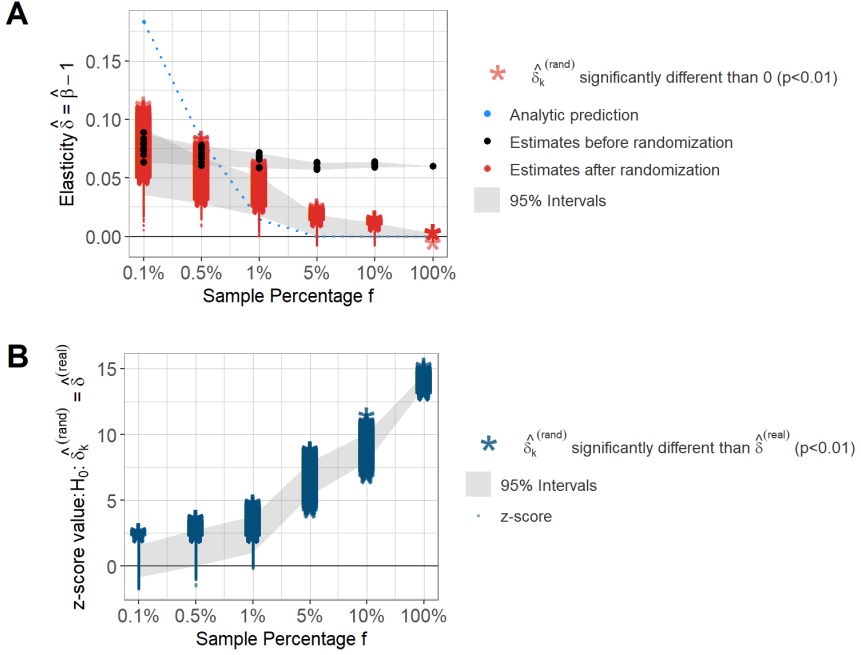 A
Elasticity δ̂ = β̂ − 1
0.15
0.10
0.05
0.00
0.1% 0.5% 1% 5% 10% 100%
Sample Percentage f
* δ̂ₖ⁽ʳᵃⁿᵈ⁾ significantly different than 0 (p<0.01)
Analytic prediction
Estimates before randomization
Estimates after randomization
95% Intervals
B
z-score value:H₀: δ̂ₖ⁽ʳᵃⁿᵈ⁾ = δ̂⁽ʳᵉᵃˡ⁾
15
10
5
0
0.1% 0.5% 1% 5% 10% 100%
Sample Percentage f
* δ̂ₖ⁽ʳᵃⁿᵈ⁾ significantly different than δ̂⁽ʳᵉᵃˡ⁾ (p<0.01)
95% Intervals
z-score